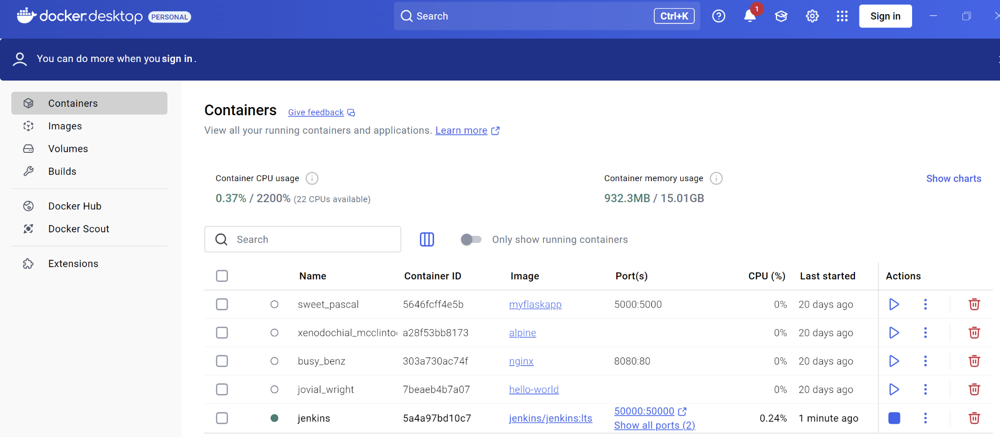 docker.desktop PERSONAL Search Ctrl+K 1 Sign in
You can do more when you sign in.
Containers
Images
Volumes
Builds
Docker Hub
Docker Scout
Extensions
Containers Give feedback
View all your running containers and applications. Learn more
Container CPU usage
0.37% / 2200% (22 CPUs available)
Container memory usage
932.3MB / 15.01GB
Show charts
Search Only show running containers
Name Container ID Image Port(s) CPU (%) Last started Actions
sweet_pascal 5646fcff4e5b myflaskapp 5000:5000 0% 20 days ago
xenodochial_mcclinto a28f53bb8173 alpine 0% 20 days ago
busy_benz 303a730ac74f nginx 8080:80 0% 20 days ago
jovial_wright 7beaeb4b7a07 hello-world 0% 20 days ago
jenkins 5a4a97bd10c7 jenkins/jenkins:lts 50000:50000 0.24% 1 minute ago
Show all ports (2)